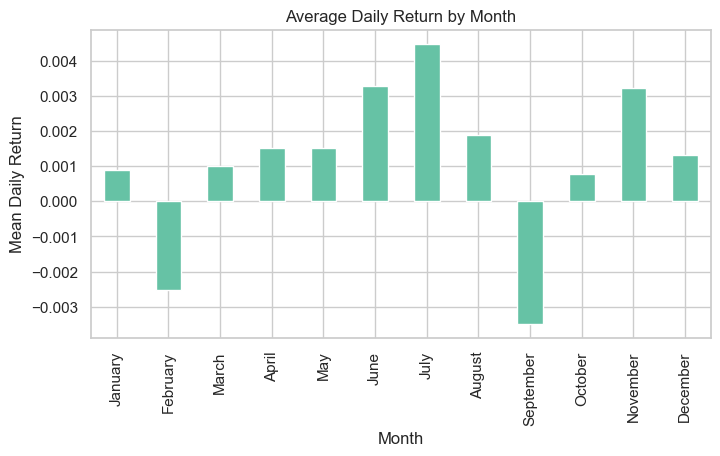 Average Daily Return by Month
Mean Daily Return
0.004
0.003
0.002
0.001
0.000
−0.001
−0.002
−0.003
January
February
March
April
May
June
July
August
September
October
November
December
Month